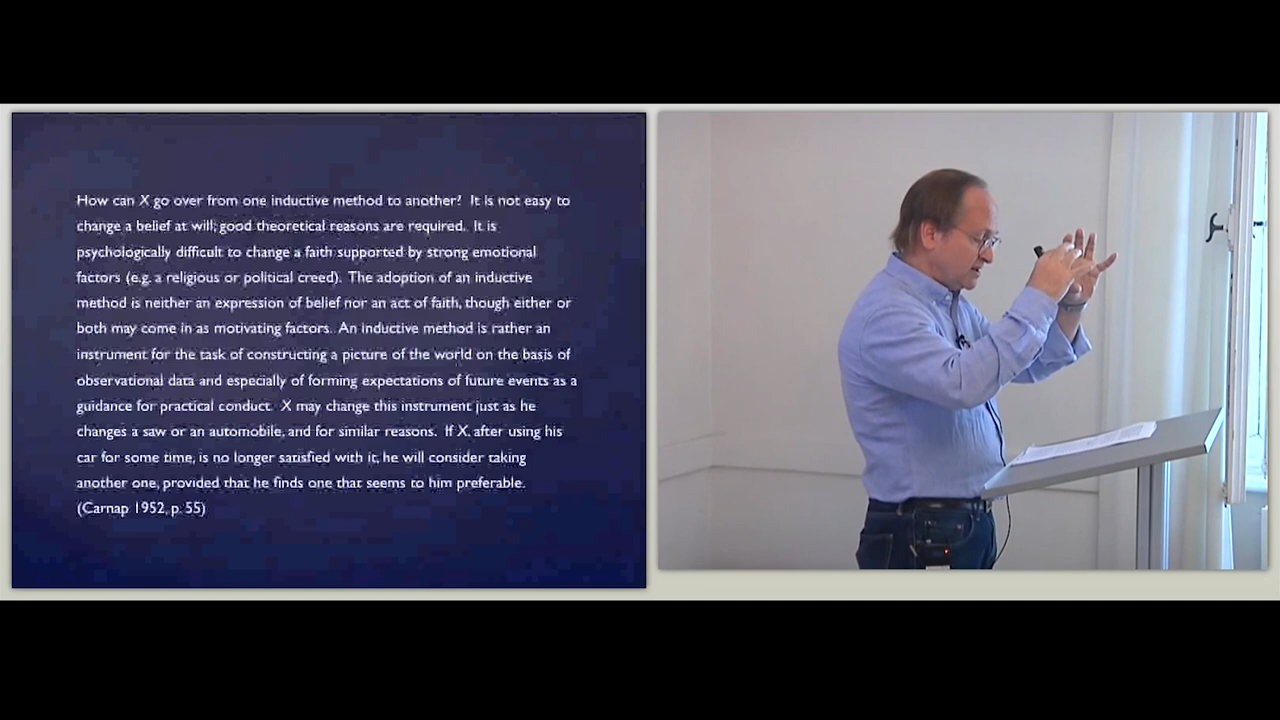 How can X go over from one inductive method to another? It is not easy to
change a belief at will; good theoretical reasons are required. It is
psychologically difficult to change a faith supported by strong emotional
factors (e.g. a religious or political creed). The adoption of an inductive
method is neither an expression of belief nor an act of faith, though either or
both may come in as motivating factors. An inductive method is rather an
instrument for the task of constructing a picture of the world on the basis of
observational data and especially of forming expectations of future events as a
guidance for practical conduct. X may change this instrument just as he
changes a saw or an automobile, and for similar reasons. If X, after using his
car for some time, is no longer satisfied with it, he will consider taking
another one, provided that he finds one that seems to him preferable.
(Carnap 1952, p. 55)